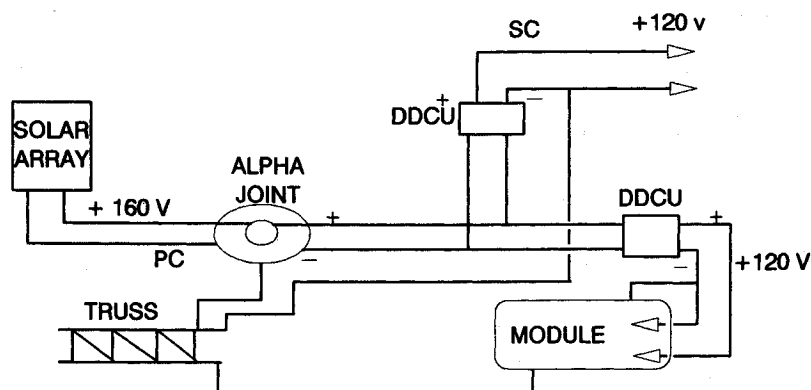 SC
+120 v
+
−
DDCU
SOLAR
ARRAY
ALPHA
JOINT
DDCU
+ 160 V
+
+
PC
−
−
+120 V
TRUSS
MODULE